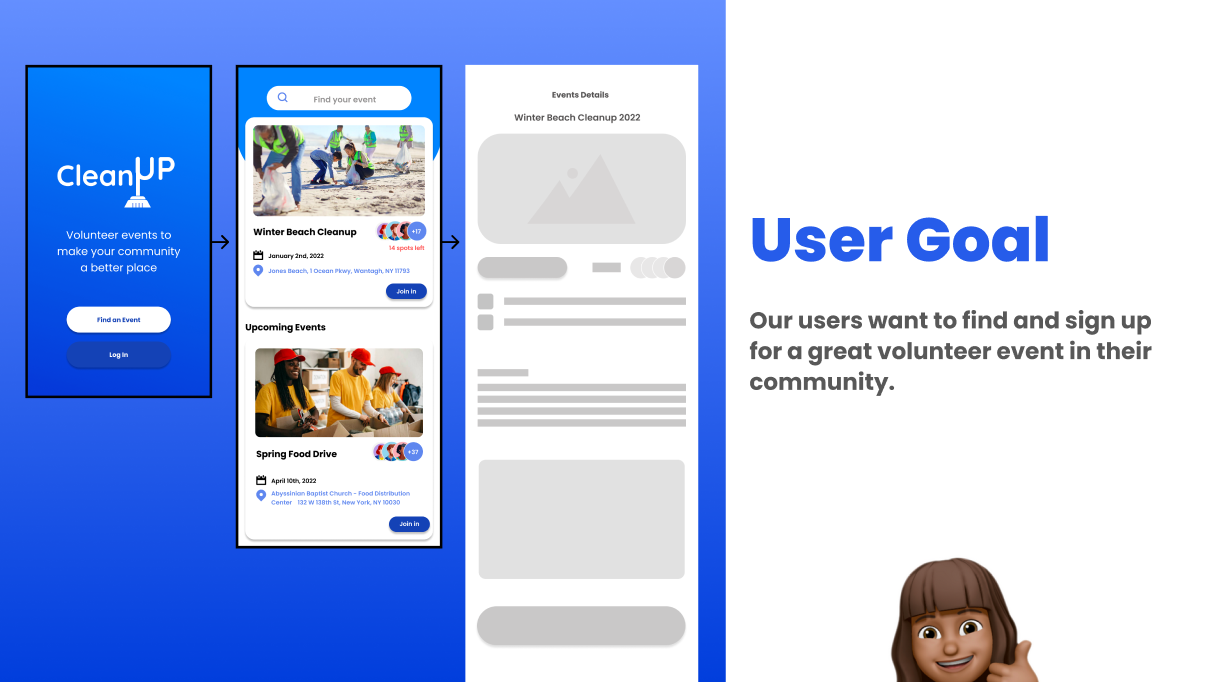 CleanUP
Volunteer events to
make your community
a better place
Find an Event
Log In
Find your event
Winter Beach Cleanup
+17
14 spots left
January 2nd, 2022
Jones Beach, 1 Ocean Pkwy, Wantagh, NY 11793
Join in
Upcoming Events
Spring Food Drive
+37
April 10th, 2022
Abyssinian Baptist Church - Food Distribution
Center 132 W 138th St, New York, NY 10030
Join in
Events Details
Winter Beach Cleanup 2022
User Goal
Our users want to find and sign up
for a great volunteer event in their
community.